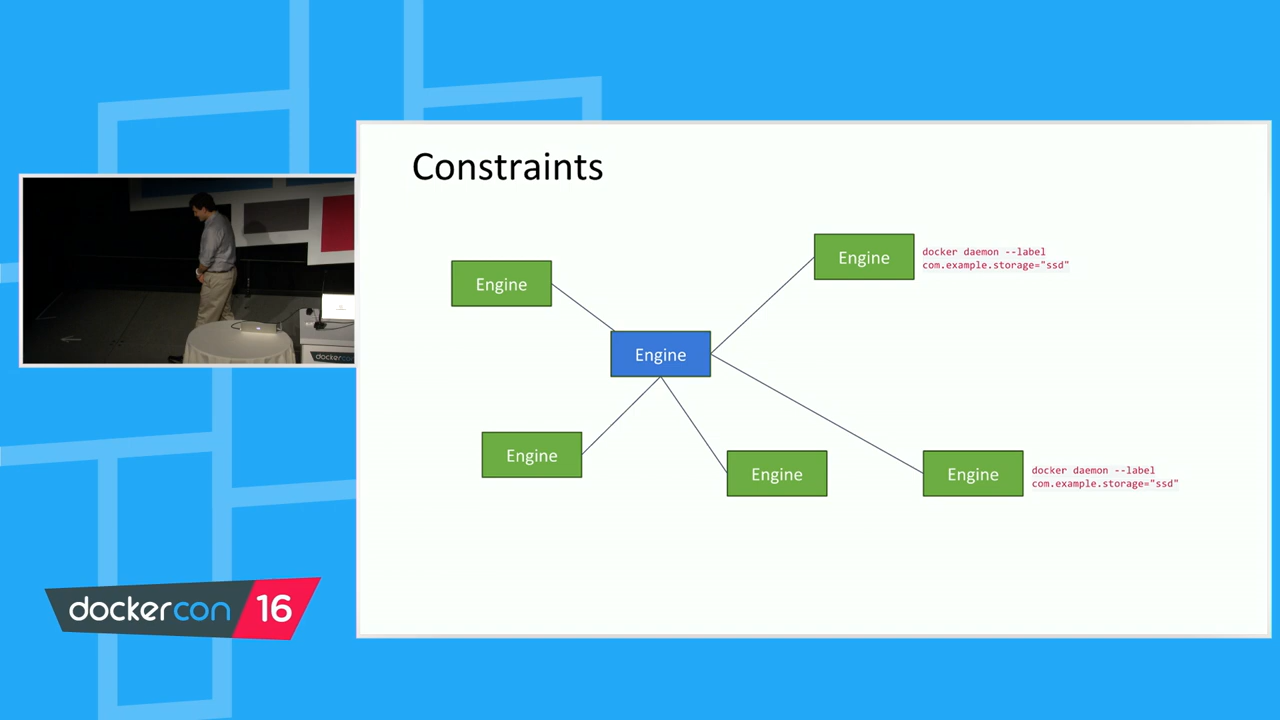 Constraints
Engine
docker daemon --label
com.example.storage="ssd"
Engine
Engine
Engine
Engine
Engine
docker daemon --label
com.example.storage="ssd"
dockercon 16
dockercon